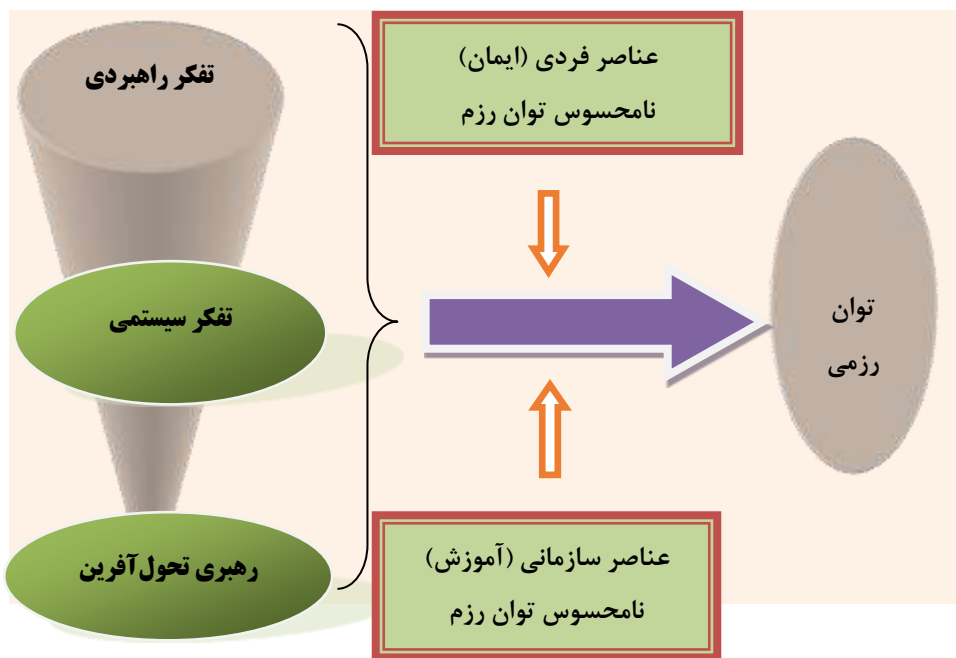 تفکر راهبردی
تفکر سیستمی
رهبری تحول‌آفرین
عناصر فردی (ایمان)
نامحسوس توان رزم
عناصر سازمانی (آموزش)
نامحسوس توان رزم
توان
رزمی